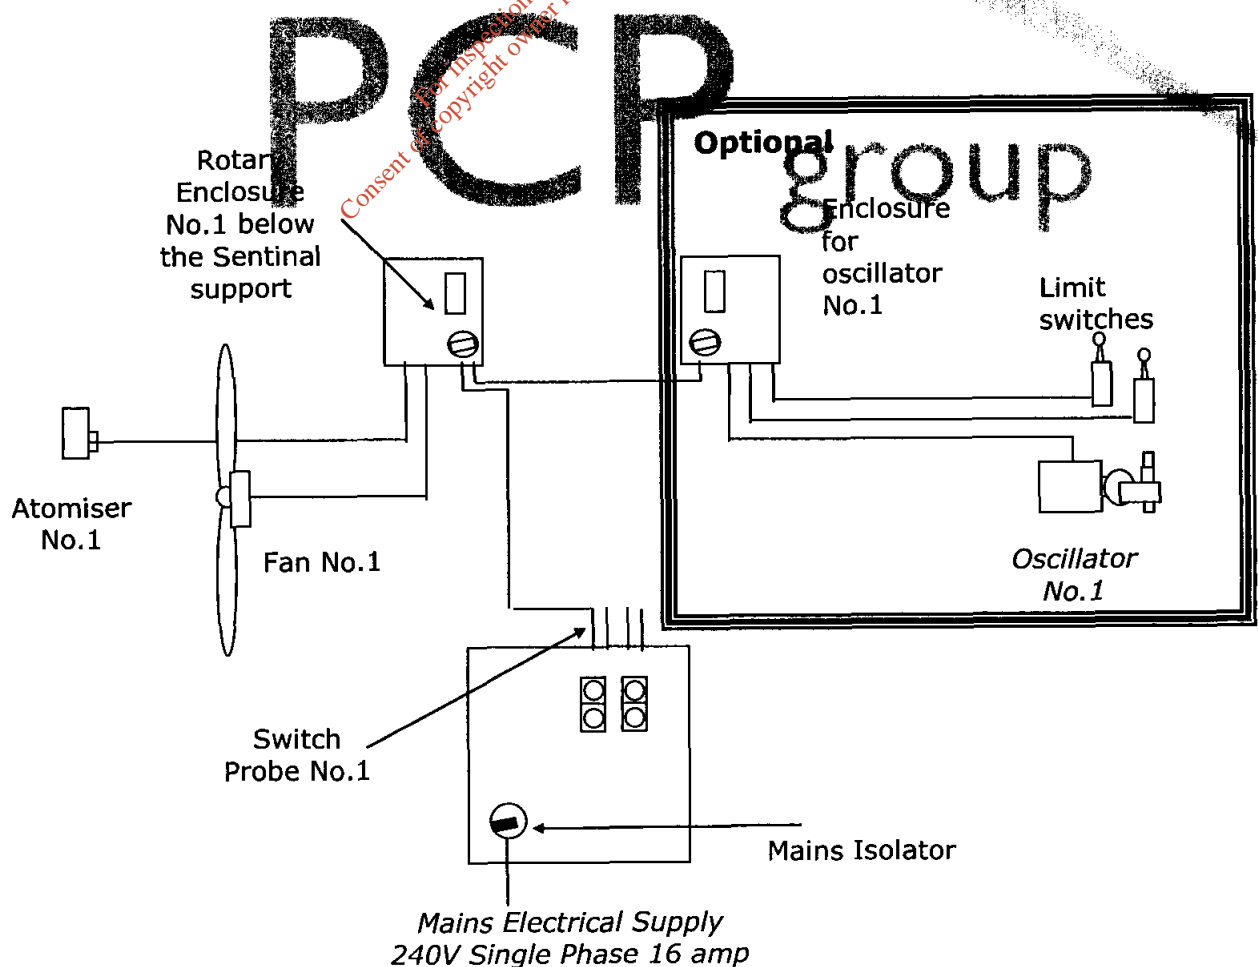 PCP
group
For inspection
Consent of copyright owner
Optional
Rotary
Enclosure
No.1 below
the Sentinal
support
Enclosure
for
oscillator
No.1
Limit
switches
Atomiser
No.1
Fan No.1
Oscillator
No.1
Switch
Probe No.1
Mains Isolator
Mains Electrical Supply
240V Single Phase 16 amp